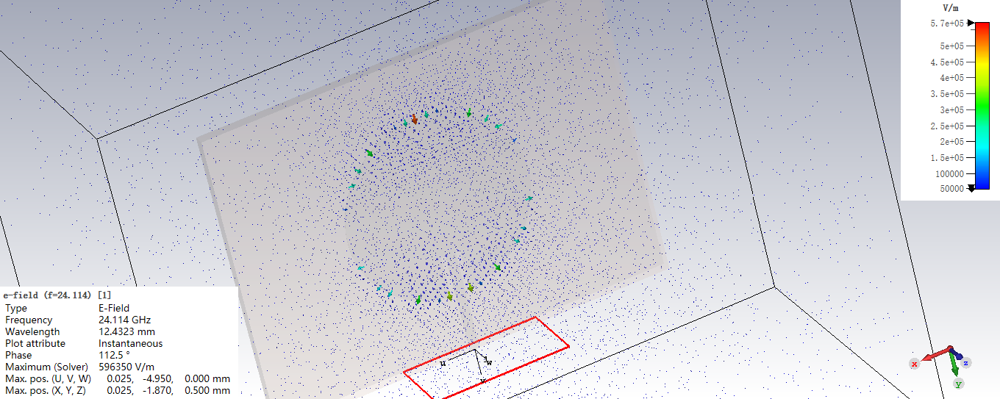 V/m
5.7e+05
5e+05
4.5e+05
4e+05
3.5e+05
3e+05
2.5e+05
2e+05
1.5e+05
100000
50000
e-field (f=24.114) [1]
Type E-Field
Frequency 24.114 GHz
Wavelength 12.4323 mm
Plot attribute Instantaneous
Phase 112.5 °
Maximum (Solver) 596350 V/m
Max. pos. (U, V, W) 0.025, -4.950, 0.000 mm
Max. pos. (X, Y, Z) 0.025, -1.870, 0.500 mm
u
w
v
x
z
y